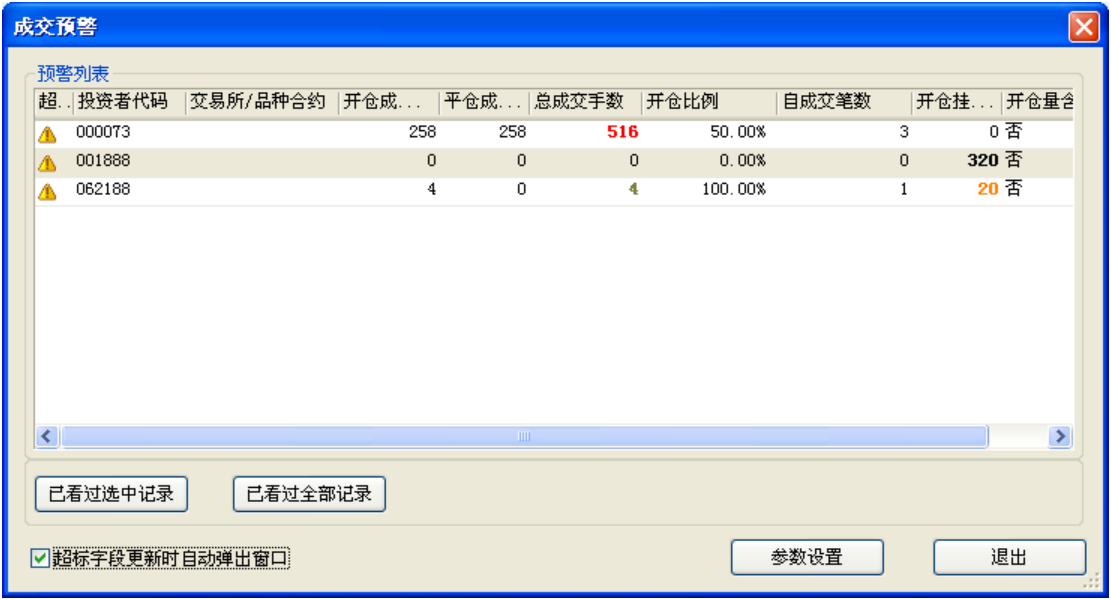 成交预警
预警列表
超.. 投资者代码 交易所/品种合约 开仓成... 平仓成... 总成交手数 开仓比例 自成交笔数 开仓挂... 开仓量含
000073 258 258 516 50.00% 3 0 否
001888 0 0 0 0.00% 0 320 否
062188 4 0 4 100.00% 1 20 否
已看过选中记录 已看过全部记录
超标字段更新时自动弹出窗口 参数设置 退出